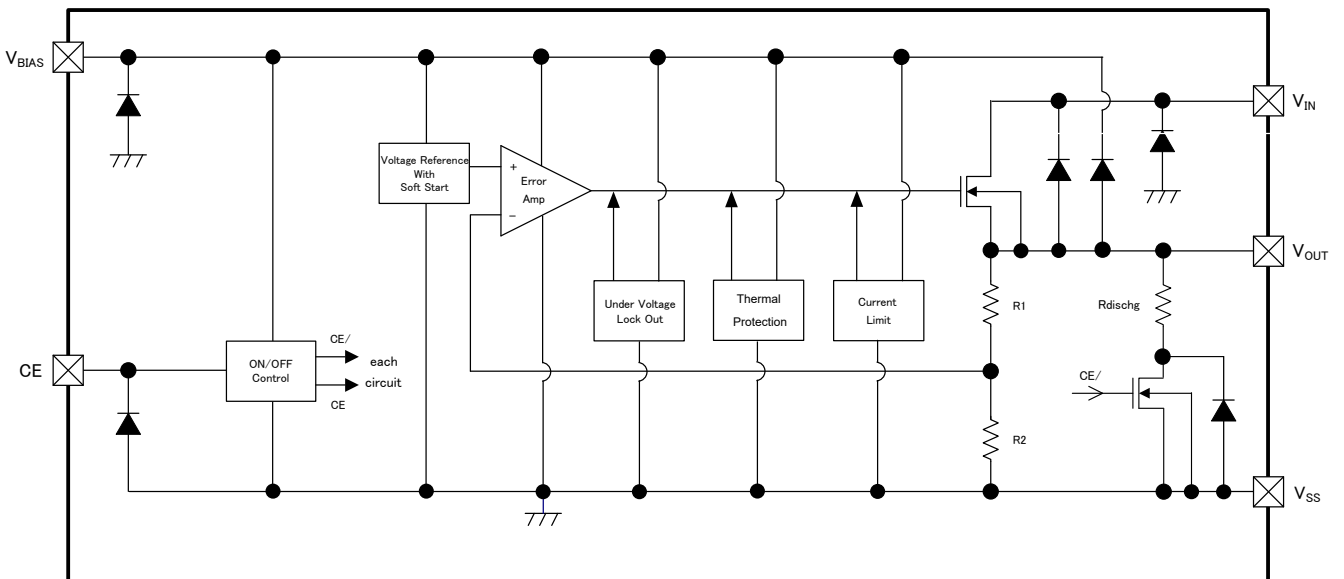 VBIAS
VIN
Voltage Reference
With
Soft Start
+
Error
Amp
−
VOUT
Under Voltage
Lock Out
Thermal
Protection
Current
Limit
R1
Rdischg
CE
ON/OFF
Control
CE/
each
circuit
CE
CE/
R2
VSS